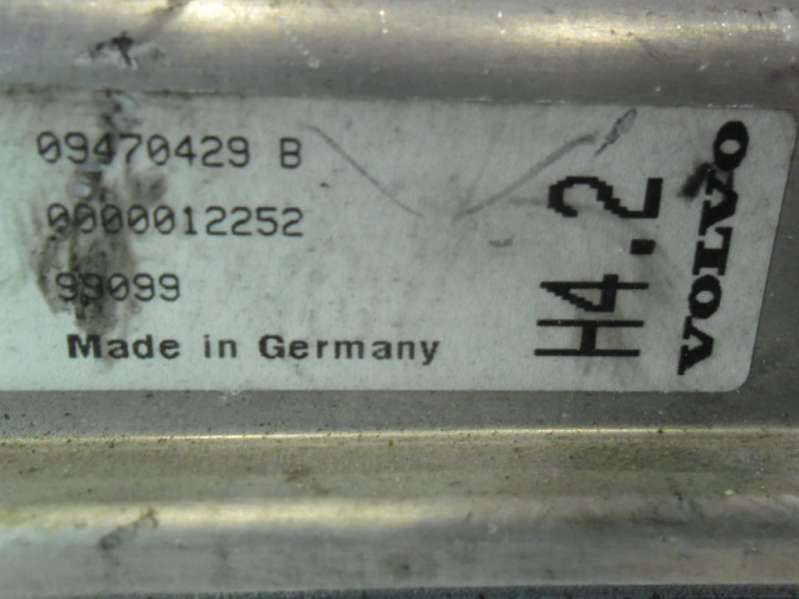 09470429 B
0000012252
99099
Made in Germany
H4.2
VOLVO